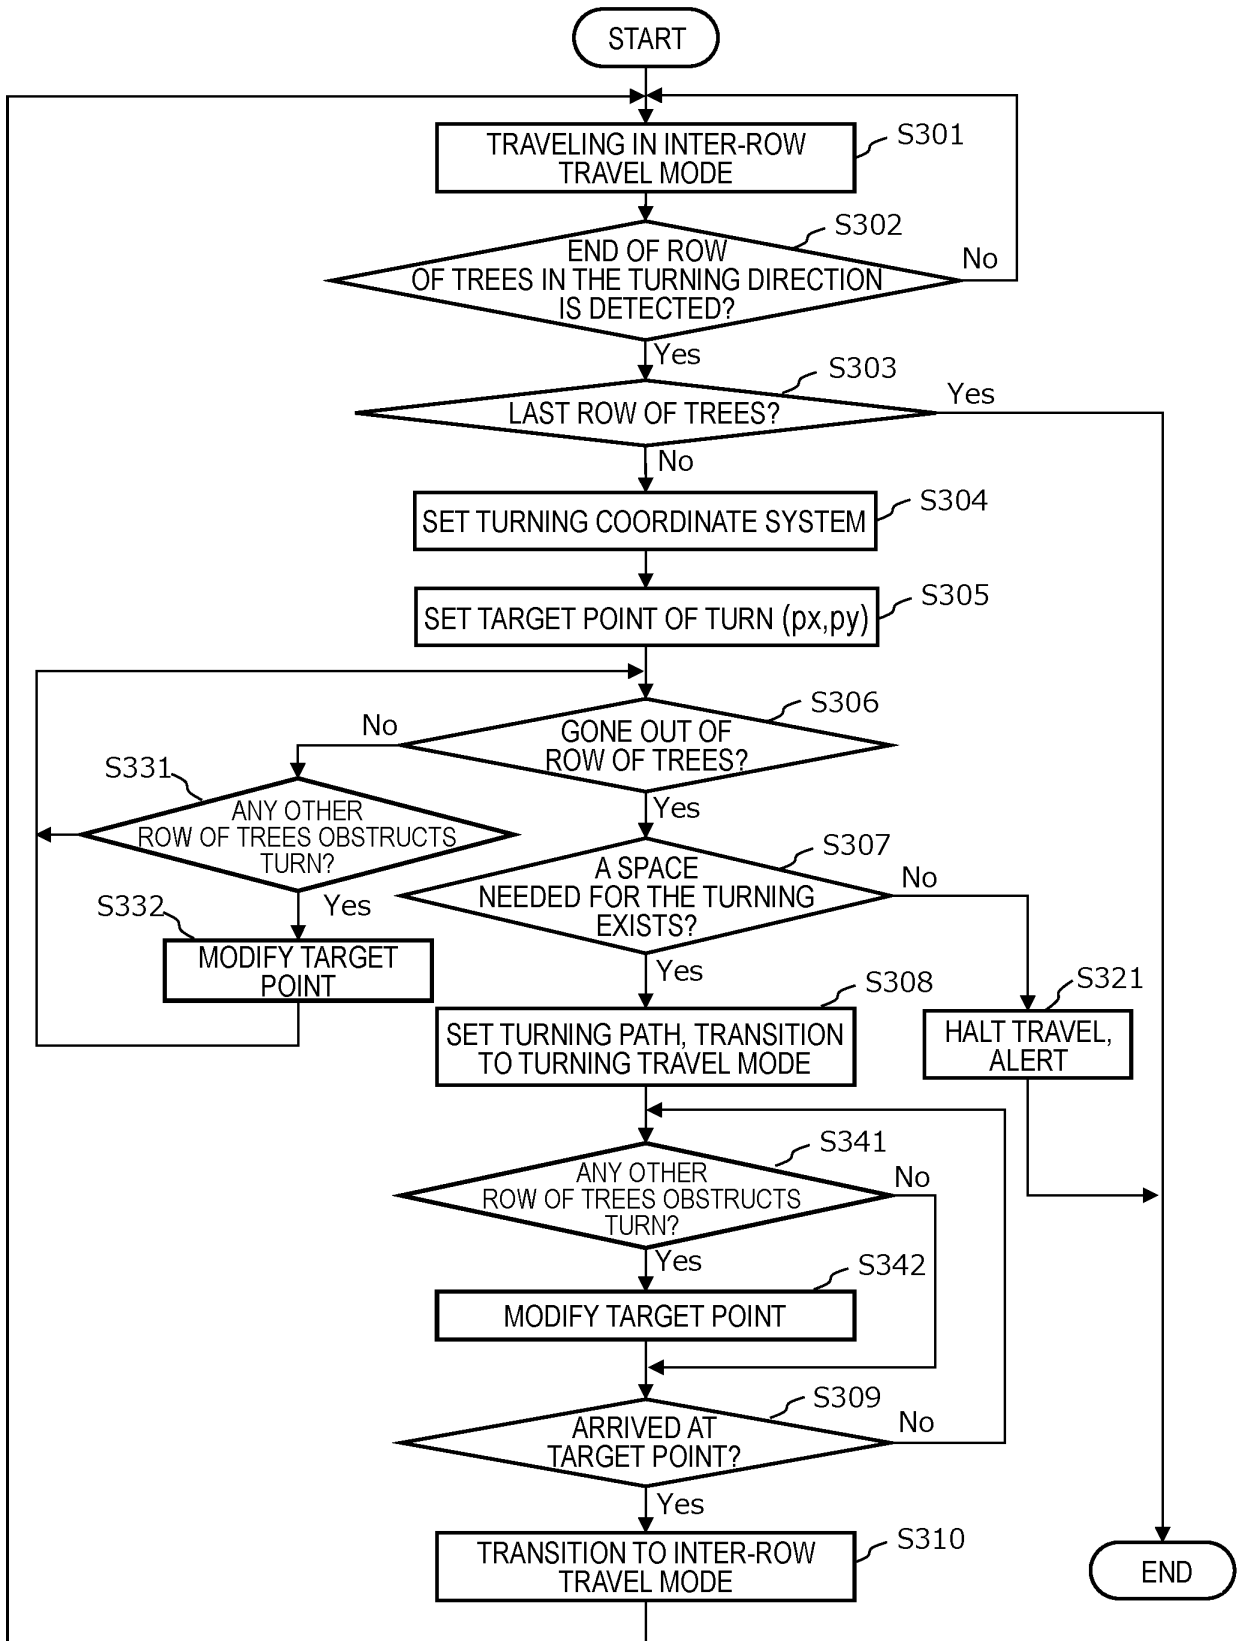 START
TRAVELING IN INTER-ROW
TRAVEL MODE
S301
END OF ROW
OF TREES IN THE TURNING DIRECTION
IS DETECTED?
S302
No
Yes
LAST ROW OF TREES?
S303
Yes
No
SET TURNING COORDINATE SYSTEM
S304
SET TARGET POINT OF TURN (px,py)
S305
GONE OUT OF
ROW OF TREES?
S306
No
Yes
S331
ANY OTHER
ROW OF TREES OBSTRUCTS
TURN?
Yes
S332
MODIFY TARGET
POINT
A SPACE
NEEDED FOR THE TURNING
EXISTS?
S307
No
Yes
S321
HALT TRAVEL,
ALERT
SET TURNING PATH, TRANSITION
TO TURNING TRAVEL MODE
S308
ANY OTHER
ROW OF TREES OBSTRUCTS
TURN?
S341
No
Yes
MODIFY TARGET POINT
S342
ARRIVED AT
TARGET POINT?
S309
No
Yes
TRANSITION TO INTER-ROW
TRAVEL MODE
S310
END